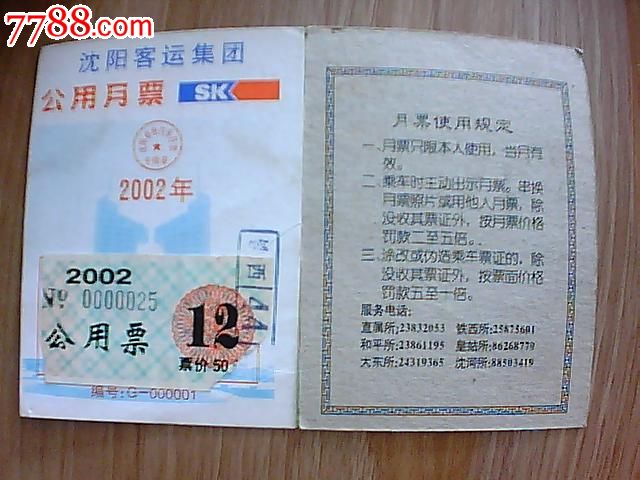 7788.com
沈阳客运集团
公用月票 SK
2002年
2002
No 0000025
公用票
12
票价50
西 44
编号:G-000001
月票使用规定
一、月票只限本人使用，当月有
效。
二、乘车时主动出示月票。串换
月票照片或用他人月票，除
没收其票证外，按月票价格
罚款二至五倍。
三、涂改或伪造乘车票证的，除
没收其票证外，按票面价格
罚款五至十倍。
服务电话:
直属所:23832053 铁西所:25875601
和平所:23861195 皇姑所:86268779
大东所:24319365 沈河所:88503419